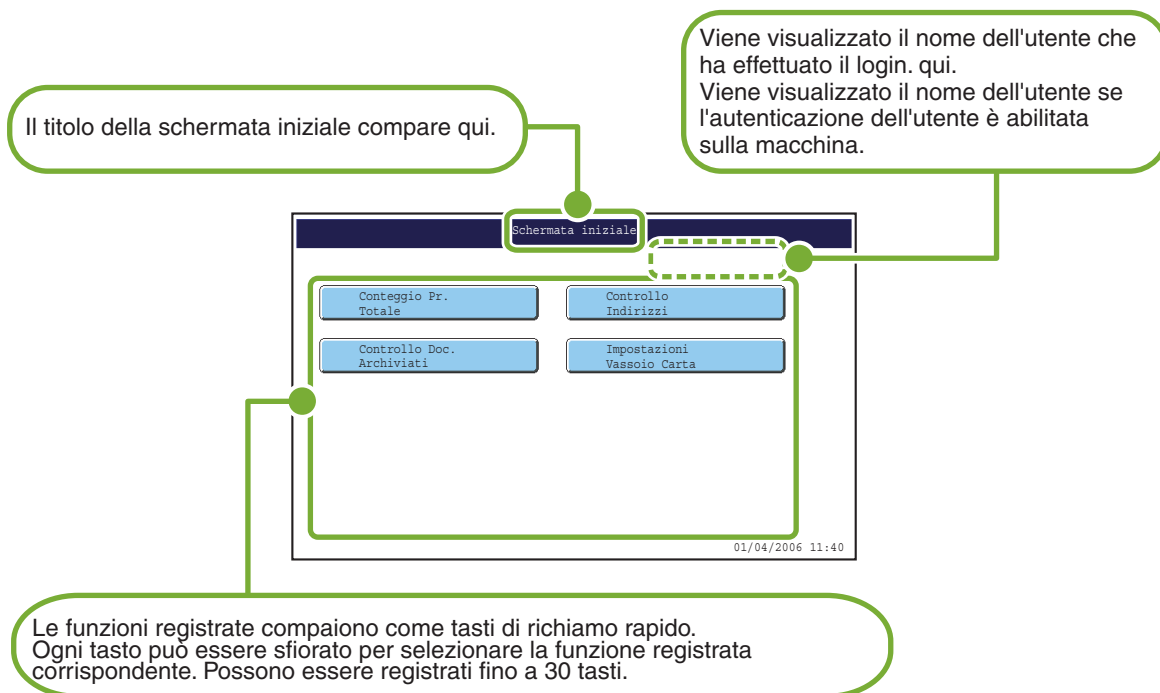 Viene visualizzato il nome dell'utente che
ha effettuato il login. qui.
Viene visualizzato il nome dell'utente se
l'autenticazione dell'utente è abilitata
sulla macchina.
Il titolo della schermata iniziale compare qui.
Schermata iniziale
Conteggio Pr.
Totale
Controllo
Indirizzi
Controllo Doc.
Archiviati
Impostazioni
Vassoio Carta
01/04/2006 11:40
Le funzioni registrate compaiono come tasti di richiamo rapido.
Ogni tasto può essere sfiorato per selezionare la funzione registrata
corrispondente. Possono essere registrati fino a 30 tasti.